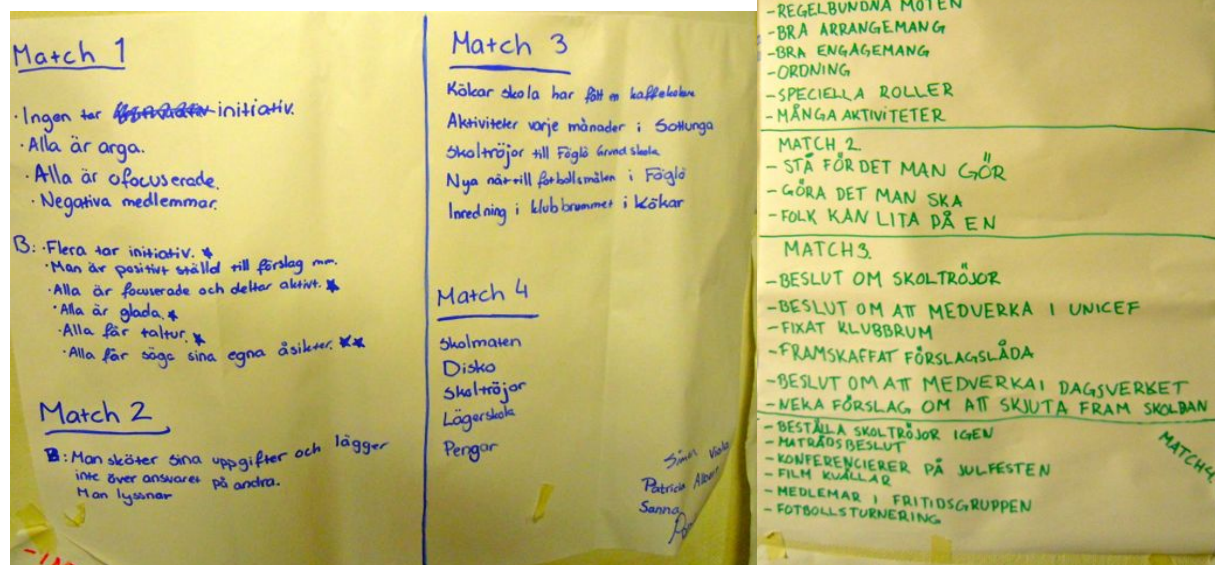 Match 1
· Ingen tar initiativ.
· Alla är arga.
· Alla är ofocuserade.
· Negativa medlemmar.
B: · Flera tar initiativ. ★
· Man är positivt ställd till förslag mm.
· Alla är focuserade och deltar aktivt. ★
· Alla är glada. ★
· Alla får taltur. ★
· Alla får säga sina egna åsikter. ★★
Match 2
B: Man sköter sina uppgifter och lägger
inte över ansvaret på andra.
Man lyssnar
Match 3
Kökar skola har fått en
Aktiviteter varje månader i Sottunga
Skoltröjor till Föglö Grundskola
Nya nät till fotbollsmålen i Föglö
Inredning i klubbrummet i Kökar
Match 4
Skolmaten
Disko
Skoltröjor
Lägerskola
Pengar
Patricia
Sanna
-REGELBUNDNA MÖTEN
-BRA ARRANGEMANG
-BRA ENGAGEMANG
-ORDNING
-SPECIELLA ROLLER
-MÅNGA AKTIVITETER
MATCH 2.
- STÅ FÖR DET MAN GÖR
- GÖRA DET MAN SKA
- FOLK KAN LITA PÅ EN
MATCH 3.
- BESLUT OM SKOLTRÖJOR
- BESLUT OM ATT MEDVERKA I UNICEF
- FIXAT KLUBBRUM
- FRAMSKAFFAT FÖRSLAGSLÅDA
- BESLUT OM ATT MEDVERKA I DAGSVERKET
- NEKA FÖRSLAG OM ATT SKJUTA FRAM SKOLDAN
MATCH 4.
- BESTÄLLA SKOLTRÖJOR IGEN
- MATRÅDSBESLUT
- KONFERENCIERER PÅ JULFESTEN
- FILM KVÄLLAR
- MEDLEMAR I FRITIDSGRUPPEN
- FOTBOLLSTURNERING